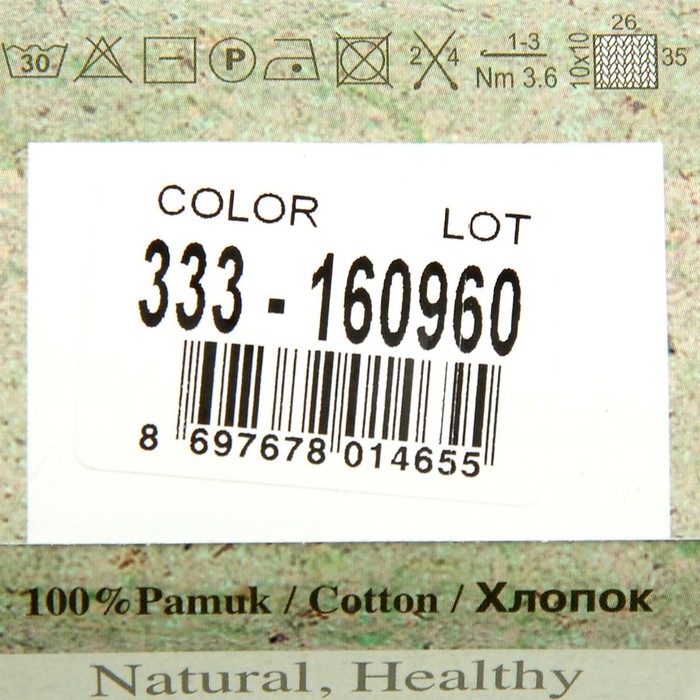 30 P 2 4 1-3 26
Nm 3.6 10x10 35
COLOR LOT
333 - 160960
8 697678 014655
100% Pamuk / Cotton / Хлопок
Natural, Healthy